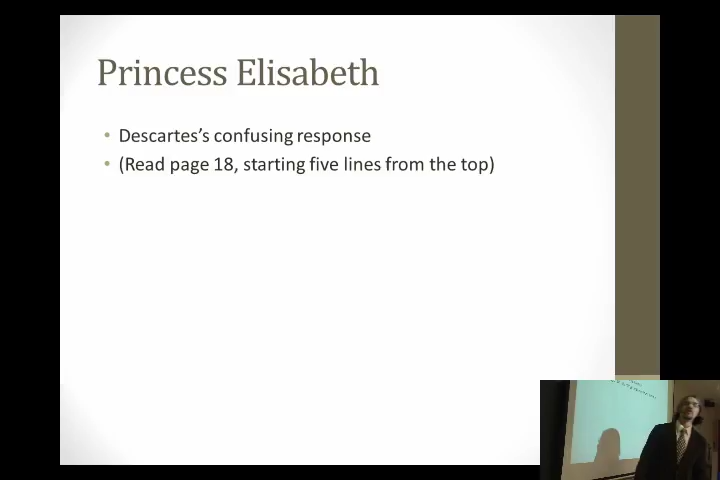 Princess Elisabeth
• Descartes's confusing response
• (Read page 18, starting five lines from the top)